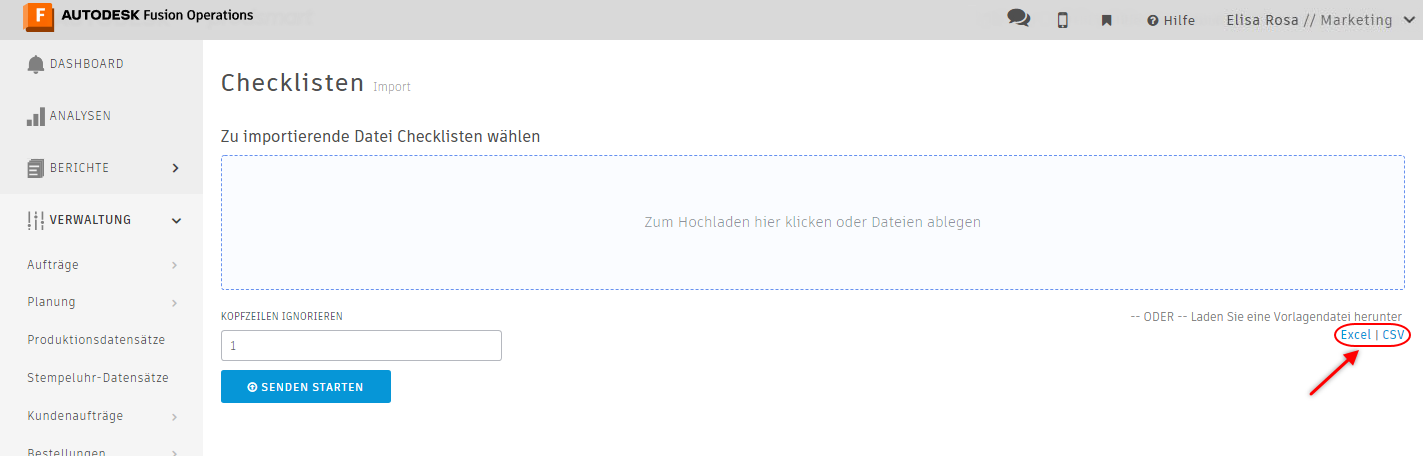 F AUTODESK Fusion Operations
Hilfe
Elisa Rosa // Marketing
DASHBOARD
ANALYSEN
BERICHTE
VERWALTUNG
Aufträge
Planung
Produktionsdatensätze
Stempeluhr-Datensätze
Kundenaufträge
Bestellungen
Checklisten Import
Zu importierende Datei Checklisten wählen
Zum Hochladen hier klicken oder Dateien ablegen
KOPFZEILEN IGNORIEREN
1
SENDEN STARTEN
-- ODER -- Laden Sie eine Vorlagendatei herunter
Excel | CSV